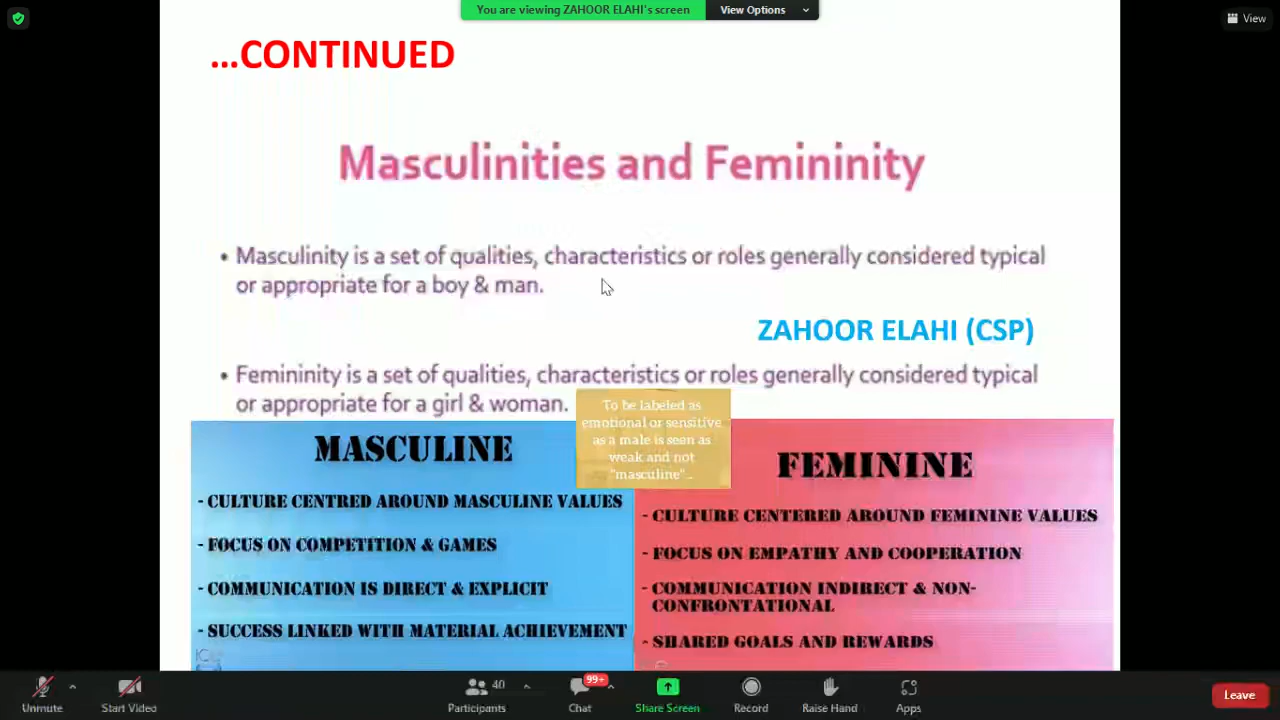 You are viewing ZAHOOR ELAHI's screen
View Options
View
...CONTINUED
Masculinities and Femininity
• Masculinity is a set of qualities, characteristics or roles generally considered typical
or appropriate for a boy & man.
ZAHOOR ELAHI (CSP)
• Femininity is a set of qualities, characteristics or roles generally considered typical
or appropriate for a girl & woman.
To be labeled as
emotional or sensitive
as a male is seen as
weak and not
"masculine"...
MASCULINE
- CULTURE CENTRED AROUND MASCULINE VALUES
- FOCUS ON COMPETITION & GAMES
- COMMUNICATION IS DIRECT & EXPLICIT
- SUCCESS LINKED WITH MATERIAL ACHIEVEMENT
FEMININE
- CULTURE CENTERED AROUND FEMININE VALUES
- FOCUS ON EMPATHY AND COOPERATION
- COMMUNICATION INDIRECT & NON-
CONFRONTATIONAL
- SHARED GOALS AND REWARDS
Unmute
Start Video
40
Participants
99+
Chat
Share Screen
Record
Raise Hand
Apps
Leave